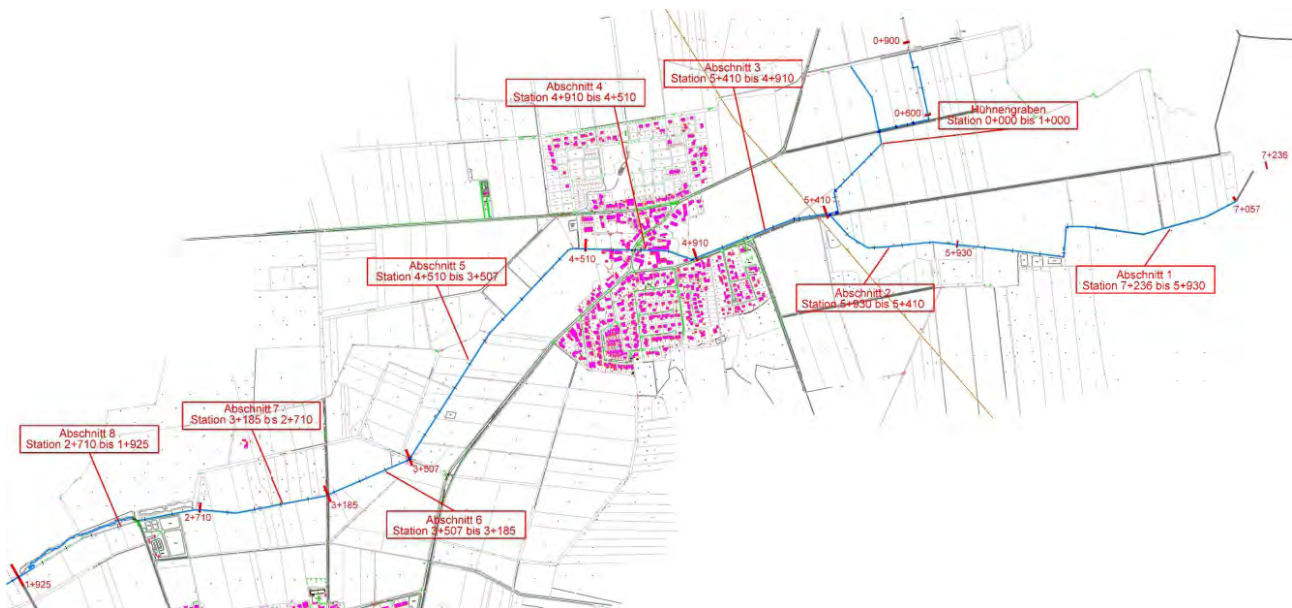 0+900
Abschnitt 3
Station 5+410 bis 4+910
Abschnitt 4
Station 4+910 bis 4+510
0+600
Hühnengraben
Station 0+000 bis 1+000
7+236
5+410
7+057
4+910
4+510
5+930
Abschnitt 5
Station 4+510 bis 3+507
Abschnitt 1
Station 7+236 bis 5+930
Abschnitt 2
Station 5+930 bis 5+410
Abschnitt 7
Station 3+185 bis 2+710
Abschnitt 8
Station 2+710 bis 1+925
3+507
3+185
2+710
Abschnitt 6
Station 3+507 bis 3+185
1+925